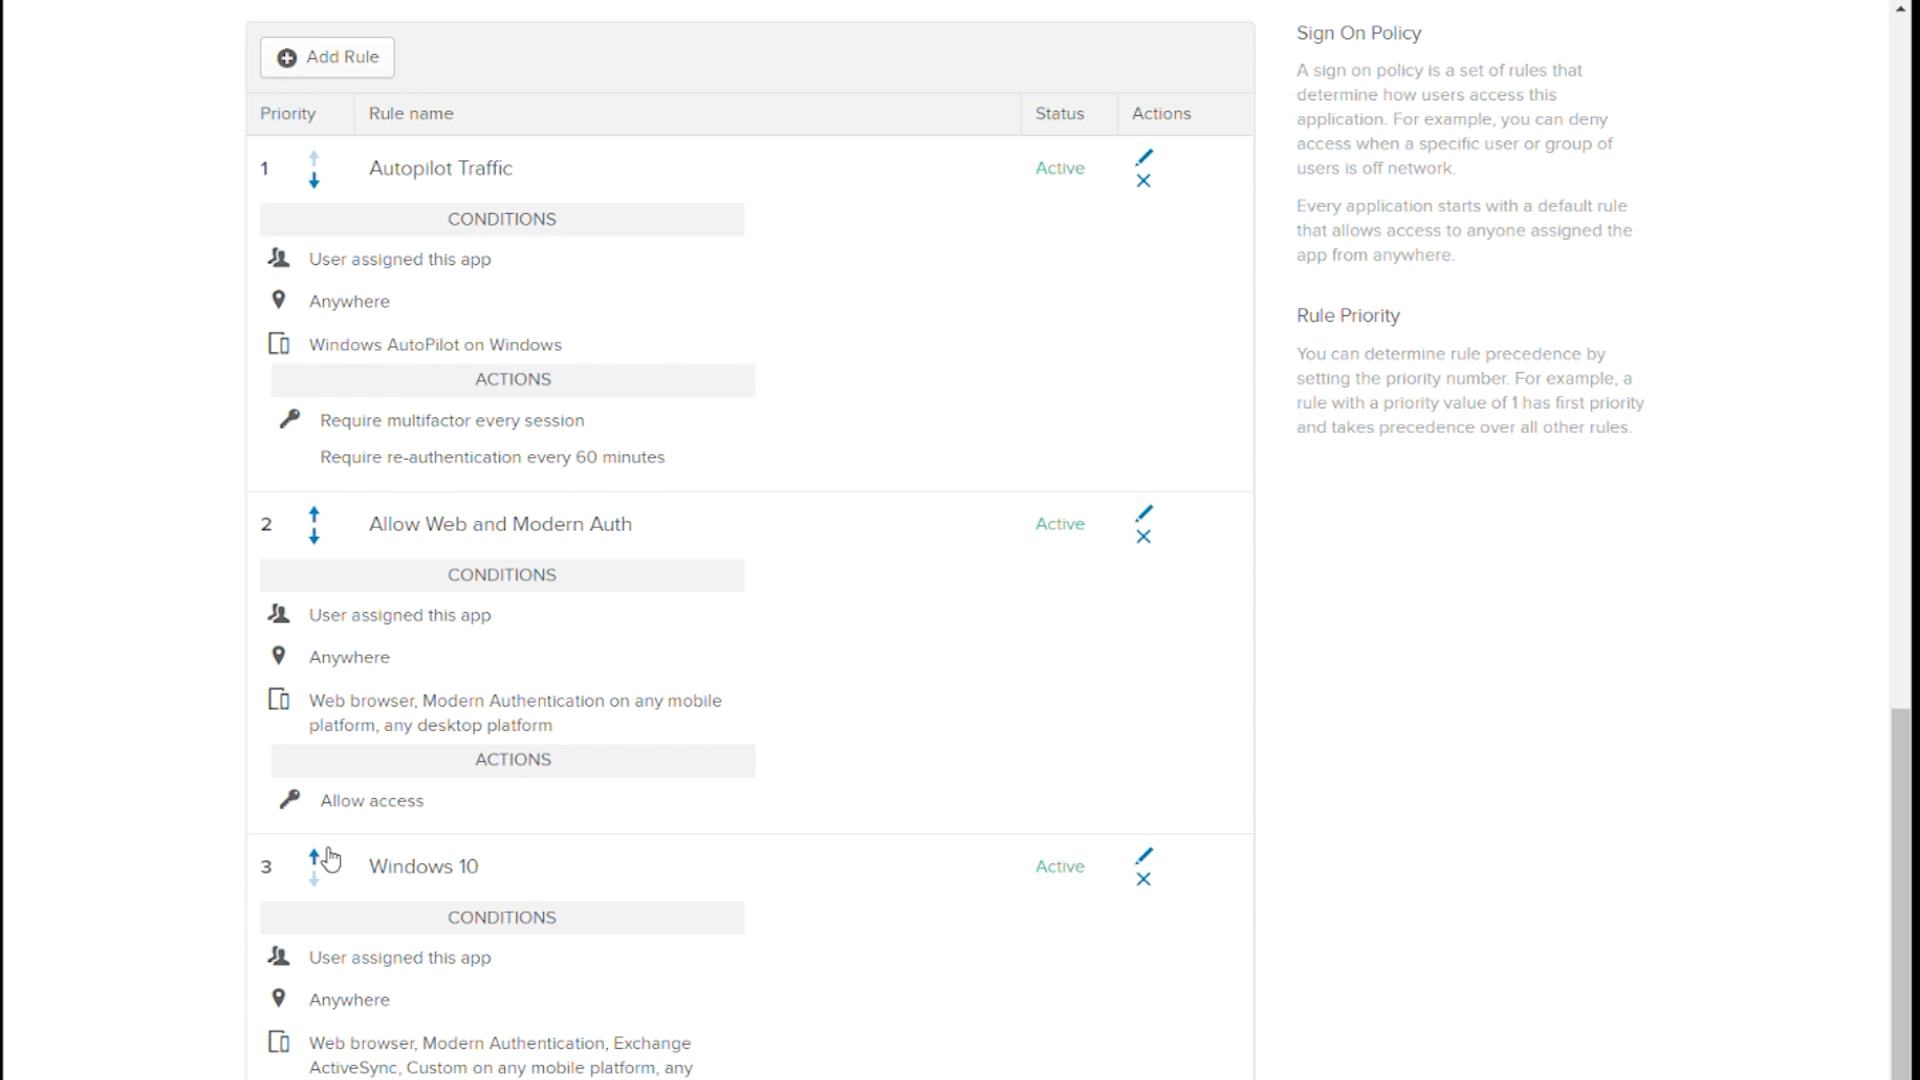 Add Rule
Priority
Rule name
Status
Actions
1
Autopilot Traffic
Active
CONDITIONS
User assigned this app
Anywhere
Windows AutoPilot on Windows
ACTIONS
Require multifactor every session
Require re-authentication every 60 minutes
2
Allow Web and Modern Auth
Active
CONDITIONS
User assigned this app
Anywhere
Web browser, Modern Authentication on any mobile
platform, any desktop platform
ACTIONS
Allow access
3
Windows 10
Active
CONDITIONS
User assigned this app
Anywhere
Web browser, Modern Authentication, Exchange
ActiveSync, Custom on any mobile platform, any
Sign On Policy
A sign on policy is a set of rules that
determine how users access this
application. For example, you can deny
access when a specific user or group of
users is off network.
Every application starts with a default rule
that allows access to anyone assigned the
app from anywhere.
Rule Priority
You can determine rule precedence by
setting the priority number. For example, a
rule with a priority value of 1 has first priority
and takes precedence over all other rules.